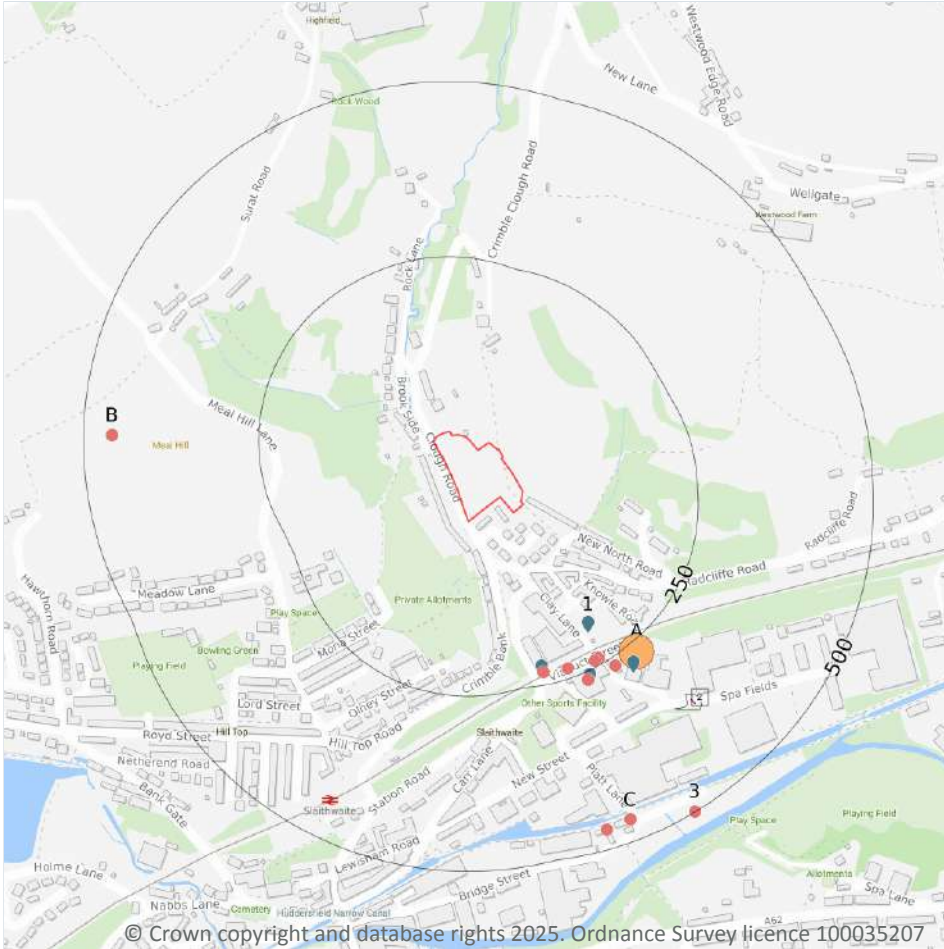 Highfield
Westwood Edge Road
New Lane
Rock Wood
Crimble Clough Road
Surat Road
Wellgate
Westwood Farm
Rock Lane
Brook Side
Meal Hill Lane
B
Meal Hill
Clough Road
Radcliffe Road
New North Road
Radcliffe Road
250
Hawthorn Road
Meadow Lane
Private Allotments
Knowle Road
Clay Lane
1
Play Space
A
Mona Street
Bowling Green
Playing Field
Crimble Bank
500
Olney Street
Spa Fields
2
Lord Street
Other Sports Facility
Hill Top
Royd Street
Hill Top Road
Slaithwaite
Netherend Road
Carr Lane
New Street
Platt Lane
Station Road
Bank Gate
Slaithwaite
C
3
Play Space
Playing Field
Lewisham Road
Holme Lane
Bridge Street
Allotments
Spa Lane
Nabbs Lane
Cemetery
Huddersfield Narrow Canal
A62
© Crown copyright and database rights 2025. Ordnance Survey licence 100035207